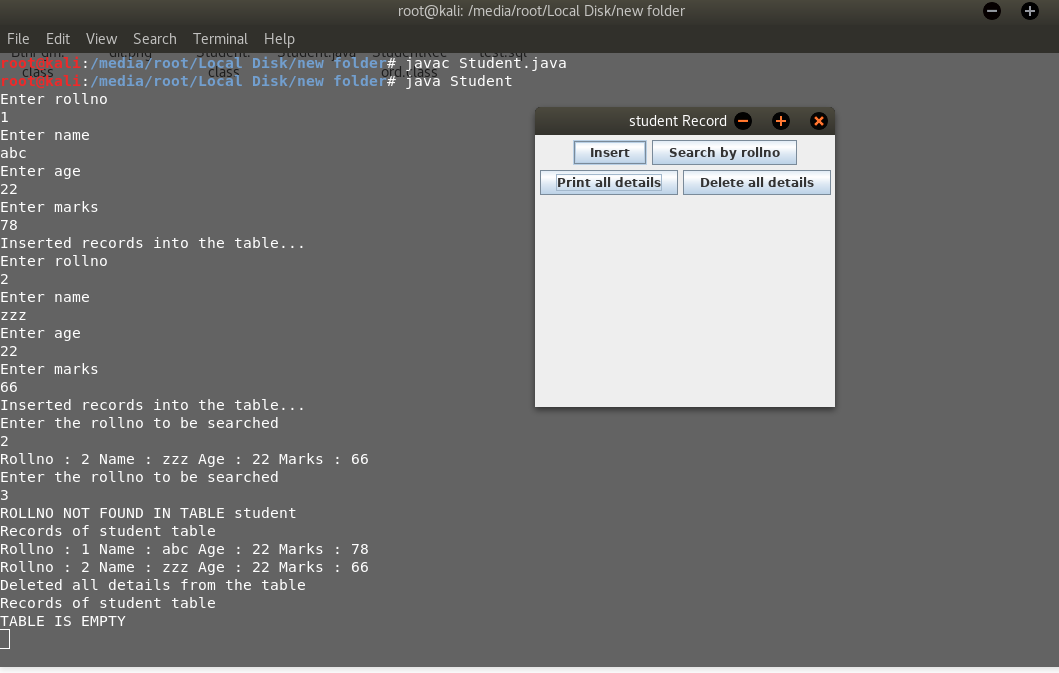 root@kali: /media/root/Local Disk/new folder
File Edit View Search Terminal Help
class class ord.class
root@kali:/media/root/Local Disk/new folder# javac Student.java
root@kali:/media/root/Local Disk/new folder# java Student
Enter rollno
1
Enter name
abc
Enter age
22
Enter marks
78
Inserted records into the table...
Enter rollno
2
Enter name
zzz
Enter age
22
Enter marks
66
Inserted records into the table...
Enter the rollno to be searched
2
Rollno : 2 Name : zzz Age : 22 Marks : 66
Enter the rollno to be searched
3
ROLLNO NOT FOUND IN TABLE student
Records of student table
Rollno : 1 Name : abc Age : 22 Marks : 78
Rollno : 2 Name : zzz Age : 22 Marks : 66
Deleted all details from the table
Records of student table
TABLE IS EMPTY
student Record
Insert Search by rollno
Print all details Delete all details